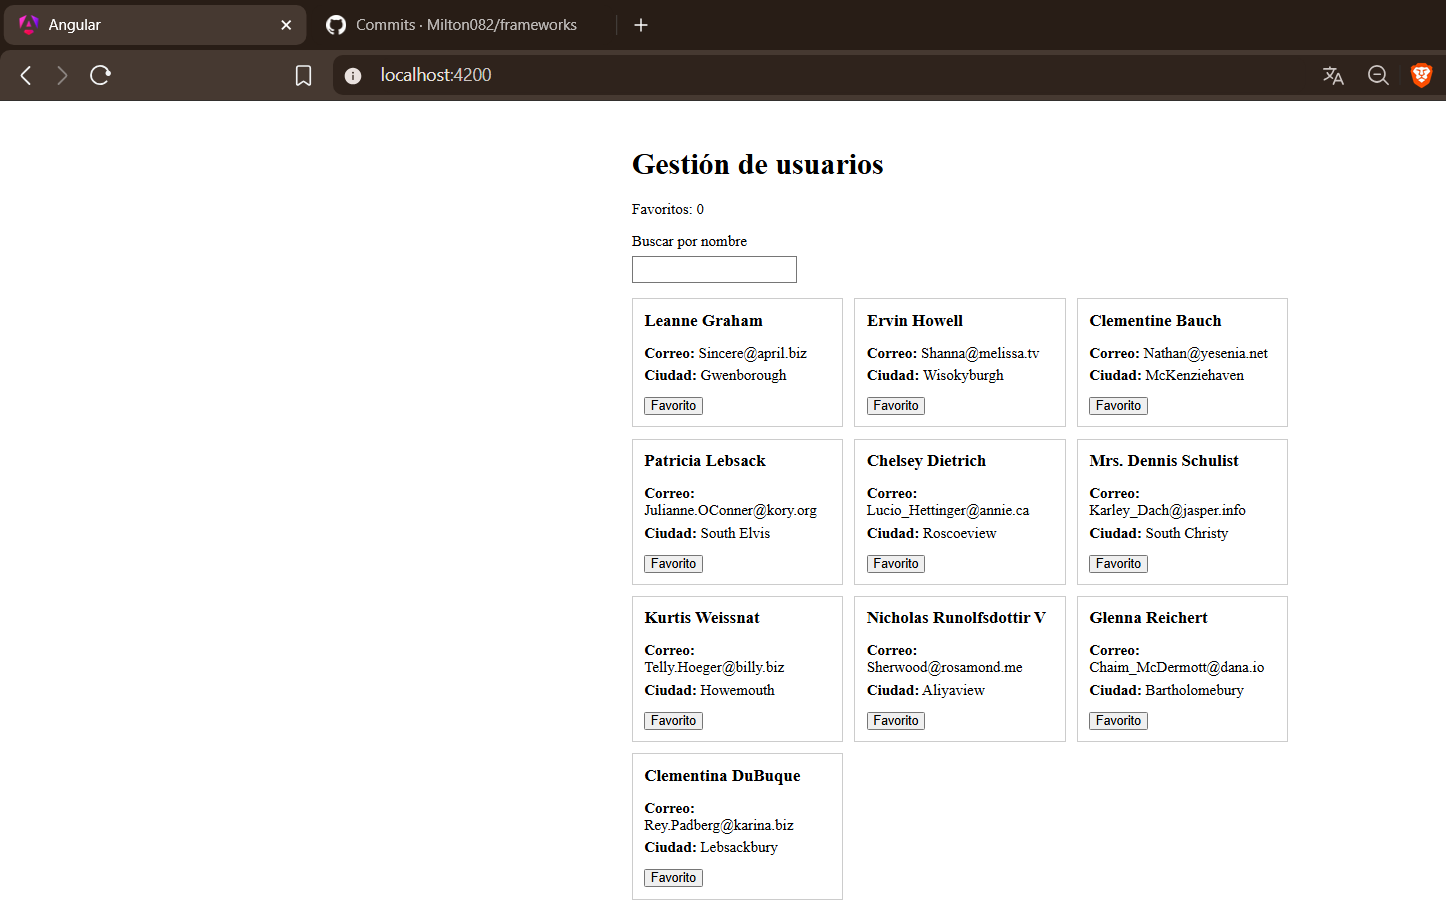 Angular
Commits · Milton082/frameworks
localhost:4200
Gestión de usuarios
Favoritos: 0
Buscar por nombre
Leanne Graham
Correo: Sincere@april.biz
Ciudad: Gwenborough
Favorito
Ervin Howell
Correo: Shanna@melissa.tv
Ciudad: Wisokyburgh
Favorito
Clementine Bauch
Correo: Nathan@yesenia.net
Ciudad: McKenziehaven
Favorito
Patricia Lebsack
Correo:
Julianne.OConner@kory.org
Ciudad: South Elvis
Favorito
Chelsey Dietrich
Correo:
Lucio_Hettinger@annie.ca
Ciudad: Roscoeview
Favorito
Mrs. Dennis Schulist
Correo:
Karley_Dach@jasper.info
Ciudad: South Christy
Favorito
Kurtis Weissnat
Correo:
Telly.Hoeger@billy.biz
Ciudad: Howemouth
Favorito
Nicholas Runolfsdottir V
Correo:
Sherwood@rosamond.me
Ciudad: Aliyaview
Favorito
Glenna Reichert
Correo:
Chaim_McDermott@dana.io
Ciudad: Bartholomebury
Favorito
Clementina DuBuque
Correo:
Rey.Padberg@karina.biz
Ciudad: Lebsackbury
Favorito